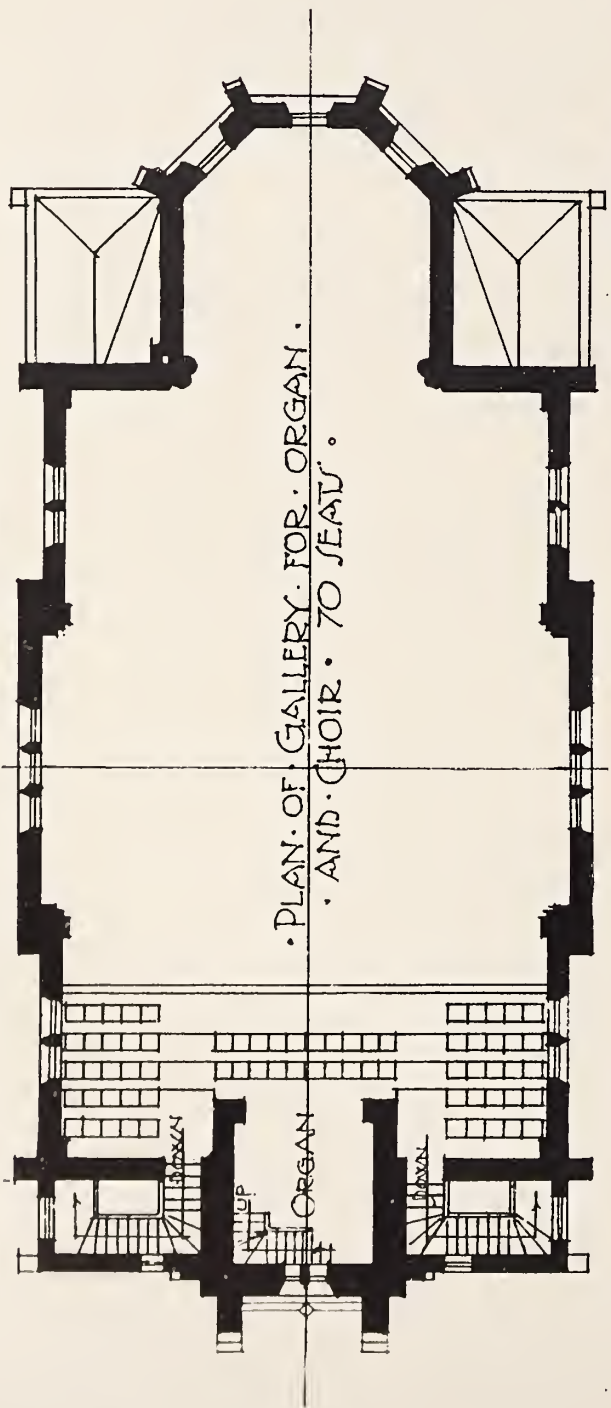 ·PLAN·OF·GALLERY·FOR·ORGAN·
·AND·CHOIR·70 SEATS·
DOWN
UP
ORGAN
DOWN